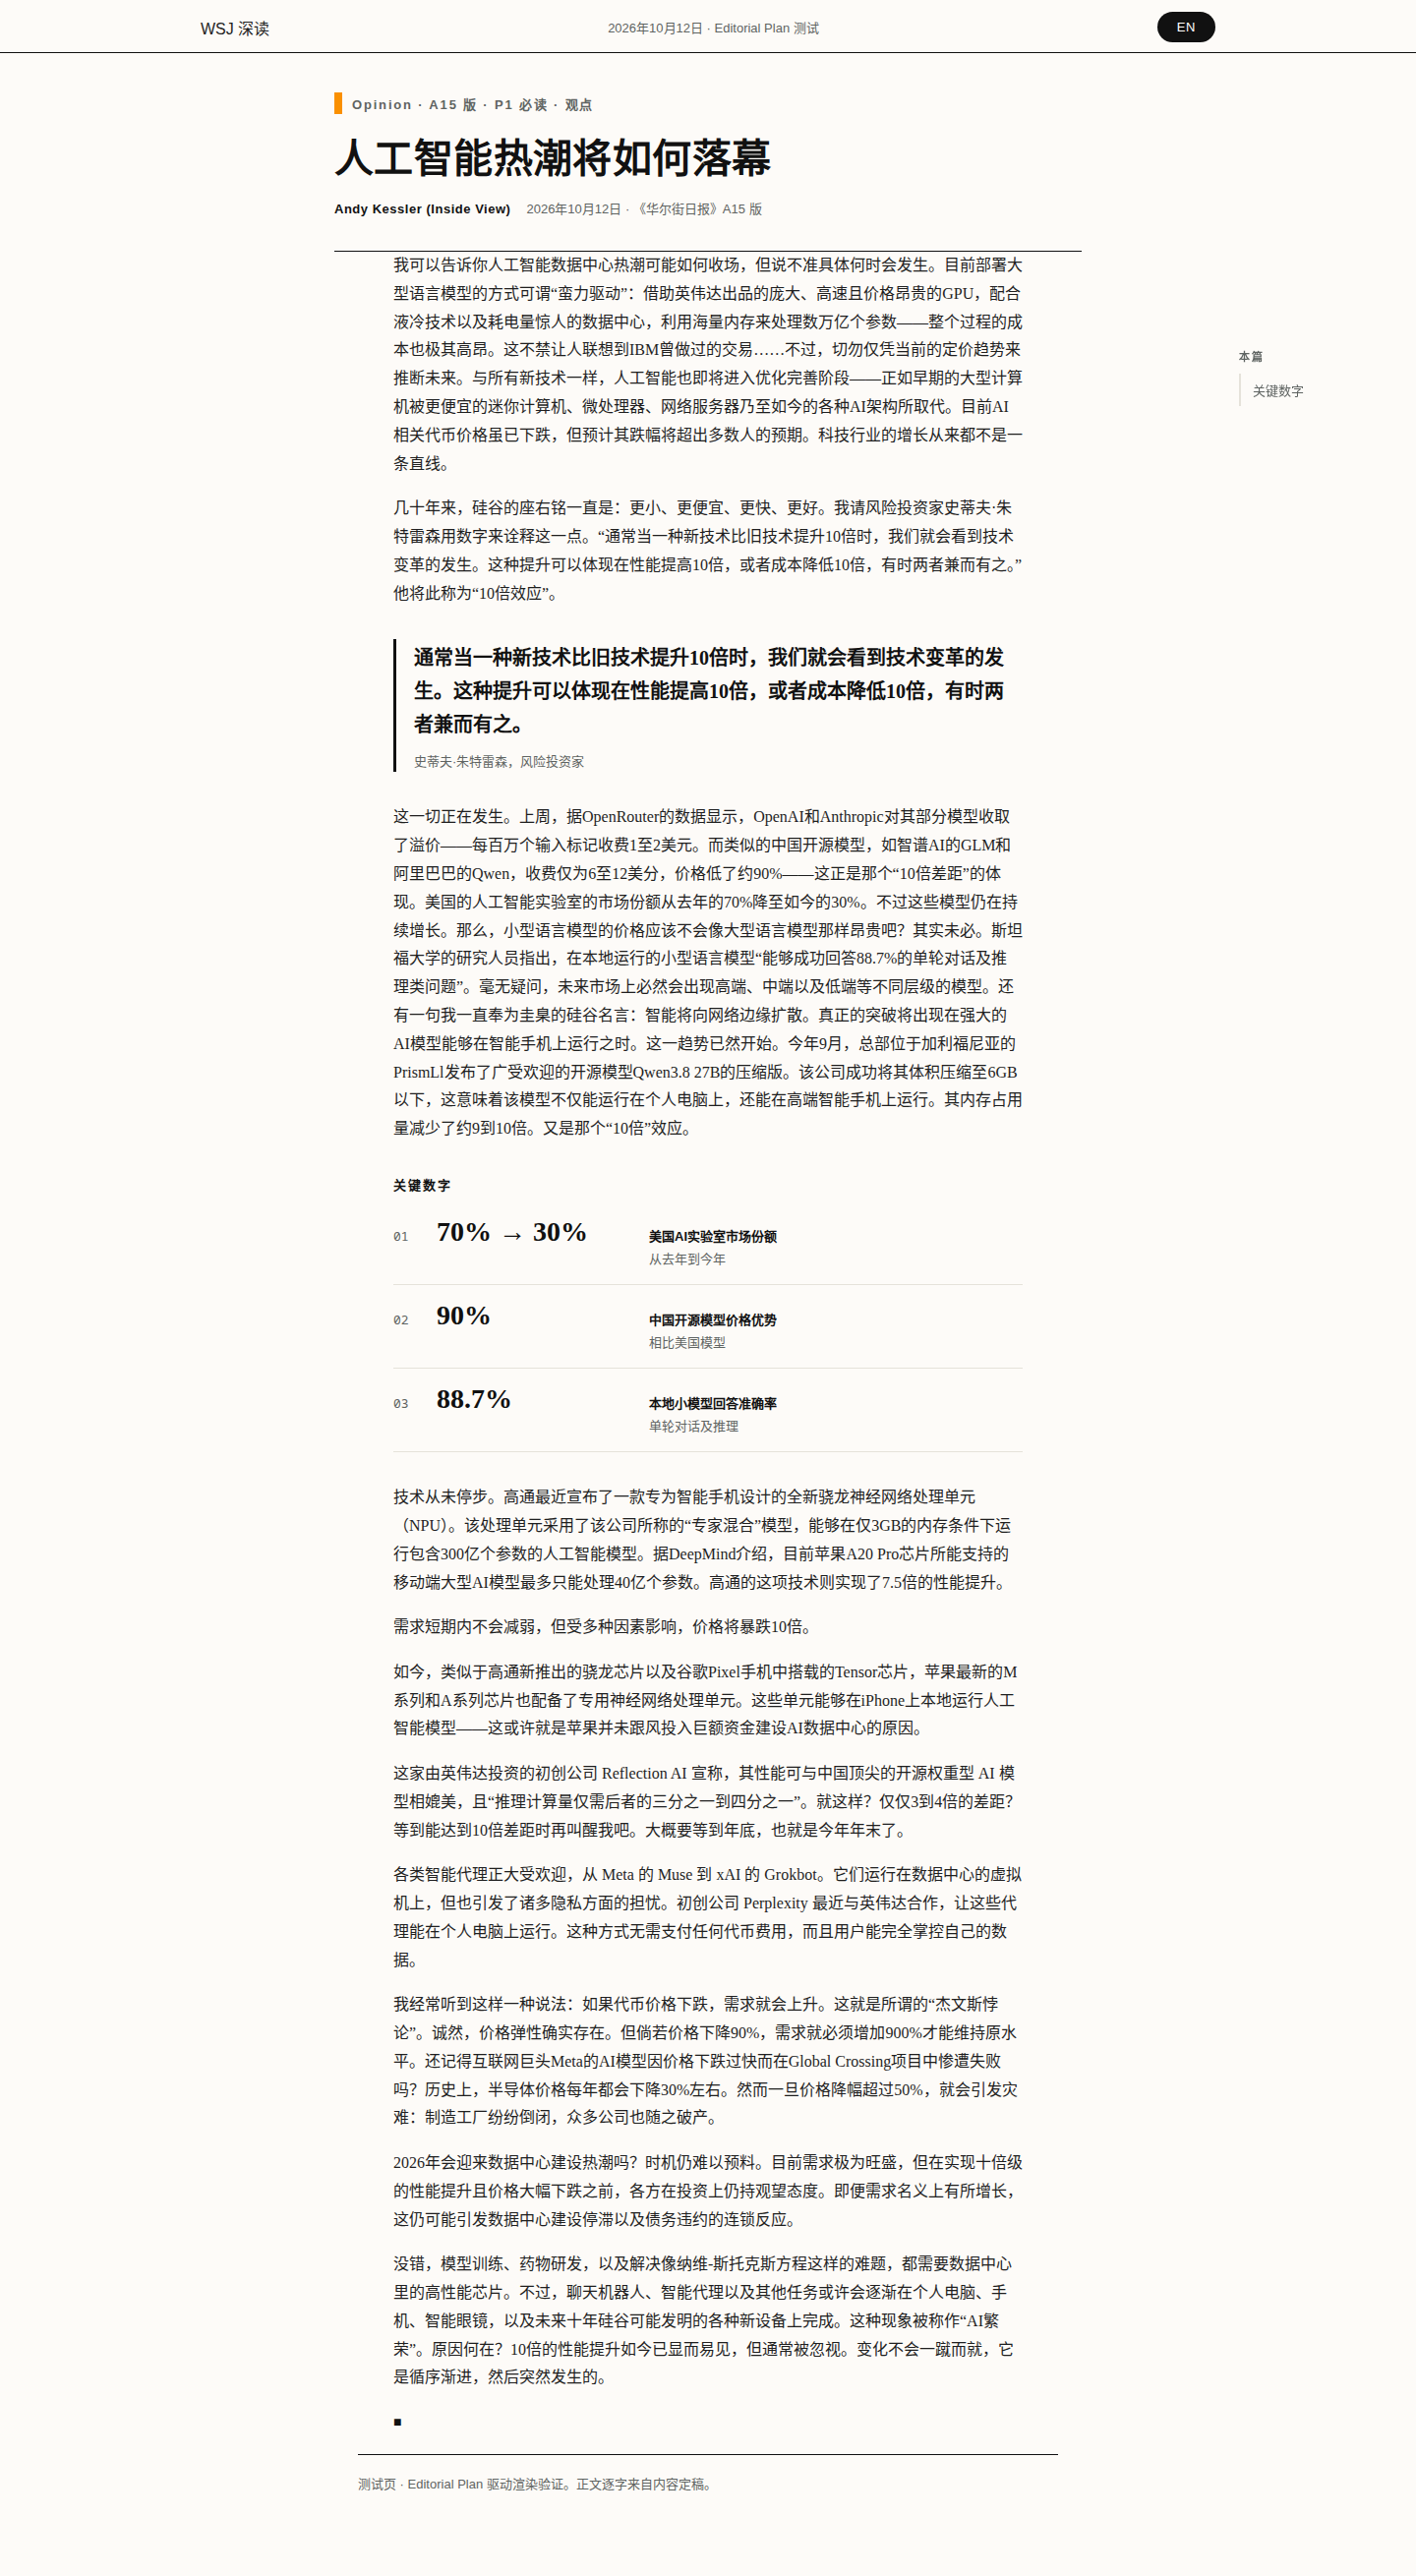 WSJ 深读
2026年10月12日 · Editorial Plan 测试
EN
Opinion · A15 版 · P1 必读 · 观点
人工智能热潮将如何落幕
Andy Kessler (Inside View) 2026年10月12日 · 《华尔街日报》A15 版
我可以告诉你人工智能数据中心热潮可能如何收场，但说不准具体何时会发生。目前部署大
型语言模型的方式可谓“蛮力驱动”：借助英伟达出品的庞大、高速且价格昂贵的GPU，配合
液冷技术以及耗电量惊人的数据中心，利用海量内存来处理数万亿个参数——整个过程的成
本也极其高昂。这不禁让人联想到IBM曾做过的交易……不过，切勿仅凭当前的定价趋势来
推断未来。与所有新技术一样，人工智能也即将进入优化完善阶段——正如早期的大型计算
机被更便宜的迷你计算机、微处理器、网络服务器乃至如今的各种AI架构所取代。目前AI
相关代币价格虽已下跌，但预计其跌幅将超出多数人的预期。科技行业的增长从来都不是一
条直线。
本篇
关键数字
几十年来，硅谷的座右铭一直是：更小、更便宜、更快、更好。我请风险投资家史蒂夫·朱
特雷森用数字来诠释这一点。“通常当一种新技术比旧技术提升10倍时，我们就会看到技术
变革的发生。这种提升可以体现在性能提高10倍，或者成本降低10倍，有时两者兼而有之。”
他将此称为“10倍效应”。
通常当一种新技术比旧技术提升10倍时，我们就会看到技术变革的发
生。这种提升可以体现在性能提高10倍，或者成本降低10倍，有时两
者兼而有之。
史蒂夫·朱特雷森，风险投资家
这一切正在发生。上周，据OpenRouter的数据显示，OpenAI和Anthropic对其部分模型收取
了溢价——每百万个输入标记收费1至2美元。而类似的中国开源模型，如智谱AI的GLM和
阿里巴巴的Qwen，收费仅为6至12美分，价格低了约90%——这正是那个“10倍差距”的体
现。美国的人工智能实验室的市场份额从去年的70%降至如今的30%。不过这些模型仍在持
续增长。那么，小型语言模型的价格应该不会像大型语言模型那样昂贵吧？其实未必。斯坦
福大学的研究人员指出，在本地运行的小型语言模型“能够成功回答88.7%的单轮对话及推
理类问题”。毫无疑问，未来市场上必然会出现高端、中端以及低端等不同层级的模型。还
有一句我一直奉为圭臬的硅谷名言：智能将向网络边缘扩散。真正的突破将出现在强大的
AI模型能够在智能手机上运行之时。这一趋势已然开始。今年9月，总部位于加利福尼亚的
PrismLl发布了广受欢迎的开源模型Qwen3.8 27B的压缩版。该公司成功将其体积压缩至6GB
以下，这意味着该模型不仅能运行在个人电脑上，还能在高端智能手机上运行。其内存占用
量减少了约9到10倍。又是那个“10倍”效应。
关键数字
01 70% → 30% 美国AI实验室市场份额
从去年到今年
02 90% 中国开源模型价格优势
相比美国模型
03 88.7% 本地小模型回答准确率
单轮对话及推理
技术从未停步。高通最近宣布了一款专为智能手机设计的全新骁龙神经网络处理单元
（NPU）。该处理单元采用了该公司所称的“专家混合”模型，能够在仅3GB的内存条件下运
行包含300亿个参数的人工智能模型。据DeepMind介绍，目前苹果A20 Pro芯片所能支持的
移动端大型AI模型最多只能处理40亿个参数。高通的这项技术则实现了7.5倍的性能提升。
需求短期内不会减弱，但受多种因素影响，价格将暴跌10倍。
如今，类似于高通新推出的骁龙芯片以及谷歌Pixel手机中搭载的Tensor芯片，苹果最新的M
系列和A系列芯片也配备了专用神经网络处理单元。这些单元能够在iPhone上本地运行人工
智能模型——这或许就是苹果并未跟风投入巨额资金建设AI数据中心的原因。
这家由英伟达投资的初创公司 Reflection AI 宣称，其性能可与中国顶尖的开源权重型 AI 模
型相媲美，且“推理计算量仅需后者的三分之一到四分之一”。就这样？仅仅3到4倍的差距？
等到能达到10倍差距时再叫醒我吧。大概要等到年底，也就是今年年末了。
各类智能代理正大受欢迎，从 Meta 的 Muse 到 xAI 的 Grokbot。它们运行在数据中心的虚拟
机上，但也引发了诸多隐私方面的担忧。初创公司 Perplexity 最近与英伟达合作，让这些代
理能在个人电脑上运行。这种方式无需支付任何代币费用，而且用户能完全掌控自己的数
据。
我经常听到这样一种说法：如果代币价格下跌，需求就会上升。这就是所谓的“杰文斯悖
论”。诚然，价格弹性确实存在。但倘若价格下降90%，需求就必须增加900%才能维持原水
平。还记得互联网巨头Meta的AI模型因价格下跌过快而在Global Crossing项目中惨遭失败
吗？历史上，半导体价格每年都会下降30%左右。然而一旦价格降幅超过50%，就会引发灾
难：制造工厂纷纷倒闭，众多公司也随之破产。
2026年会迎来数据中心建设热潮吗？时机仍难以预料。目前需求极为旺盛，但在实现十倍级
的性能提升且价格大幅下跌之前，各方在投资上仍持观望态度。即便需求名义上有所增长，
这仍可能引发数据中心建设停滞以及债务违约的连锁反应。
没错，模型训练、药物研发，以及解决像纳维-斯托克斯方程这样的难题，都需要数据中心
里的高性能芯片。不过，聊天机器人、智能代理以及其他任务或许会逐渐在个人电脑、手
机、智能眼镜，以及未来十年硅谷可能发明的各种新设备上完成。这种现象被称作“AI繁
荣”。原因何在？10倍的性能提升如今已显而易见，但通常被忽视。变化不会一蹴而就，它
是循序渐进，然后突然发生的。
■
测试页 · Editorial Plan 驱动渲染验证。正文逐字来自内容定稿。